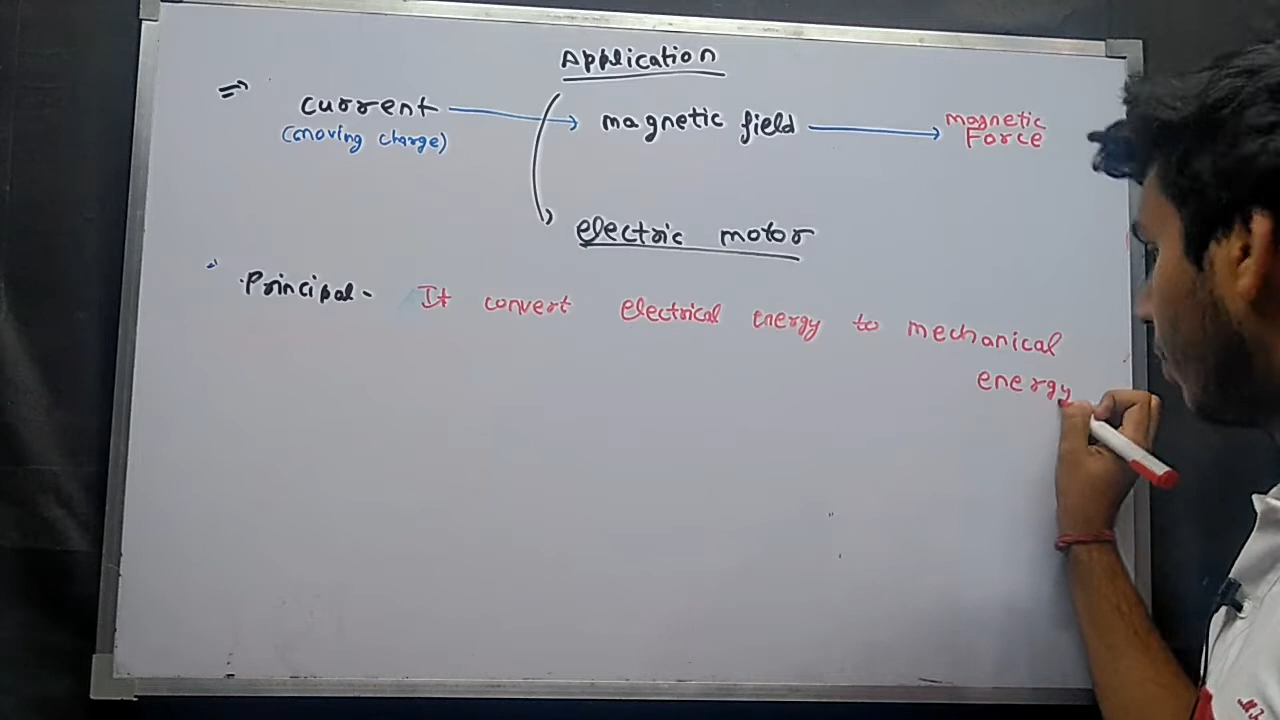 Application
⇒ current → magnetic field → magnetic Force
(moving charge)
electric motor
Principal - It convert electrical energy to mechanical
energy